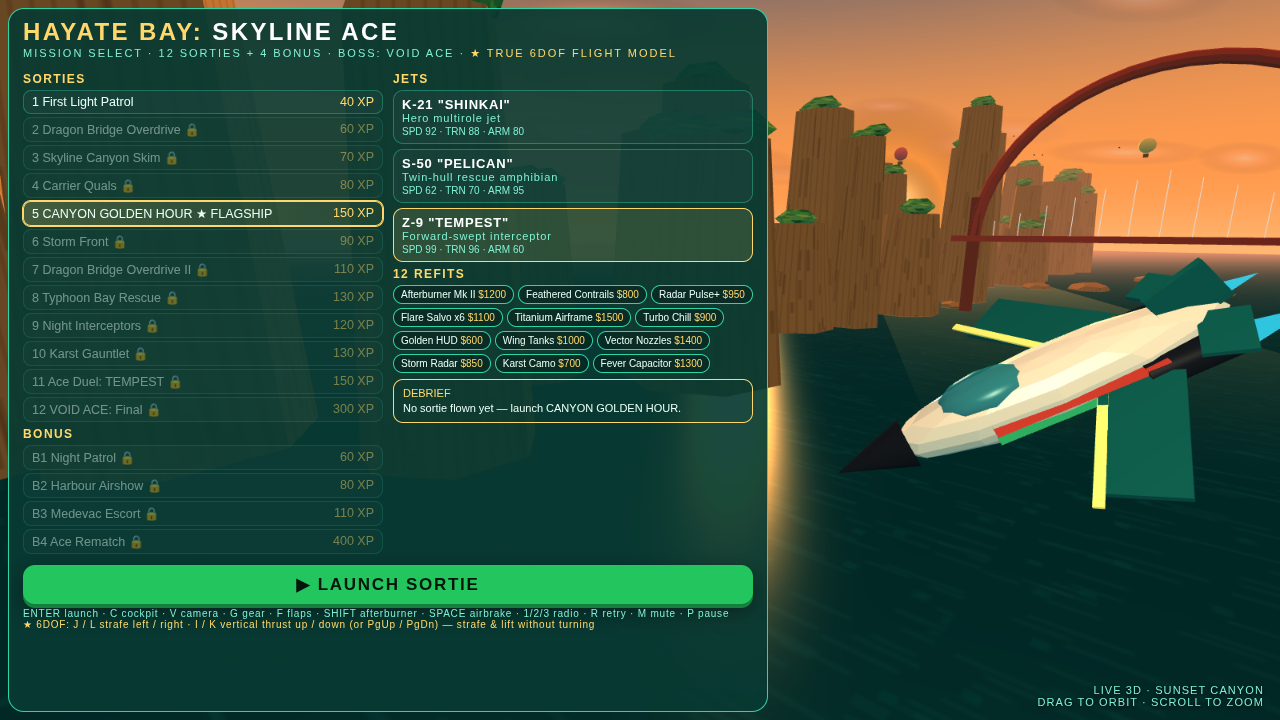 HAYATE BAY: SKYLINE ACE
MISSION SELECT · 12 SORTIES + 4 BONUS · BOSS: VOID ACE · ★ TRUE 6DOF FLIGHT MODEL
SORTIES
1 First Light Patrol 40 XP
2 Dragon Bridge Overdrive 🔒 60 XP
3 Skyline Canyon Skim 🔒 70 XP
4 Carrier Quals 🔒 80 XP
5 CANYON GOLDEN HOUR ★ FLAGSHIP 150 XP
6 Storm Front 🔒 90 XP
7 Dragon Bridge Overdrive II 🔒 110 XP
8 Typhoon Bay Rescue 🔒 130 XP
9 Night Interceptors 🔒 120 XP
10 Karst Gauntlet 🔒 130 XP
11 Ace Duel: TEMPEST 🔒 150 XP
12 VOID ACE: Final 🔒 300 XP
BONUS
B1 Night Patrol 🔒 60 XP
B2 Harbour Airshow 🔒 80 XP
B3 Medevac Escort 🔒 110 XP
B4 Ace Rematch 🔒 400 XP
JETS
K-21 "SHINKAI"
Hero multirole jet
SPD 92 · TRN 88 · ARM 80
S-50 "PELICAN"
Twin-hull rescue amphibian
SPD 62 · TRN 70 · ARM 95
Z-9 "TEMPEST"
Forward-swept interceptor
SPD 99 · TRN 96 · ARM 60
12 REFITS
Afterburner Mk II $1200 Feathered Contrails $800 Radar Pulse+ $950
Flare Salvo x6 $1100 Titanium Airframe $1500 Turbo Chill $900
Golden HUD $600 Wing Tanks $1000 Vector Nozzles $1400
Storm Radar $850 Karst Camo $700 Fever Capacitor $1300
DEBRIEF
No sortie flown yet — launch CANYON GOLDEN HOUR.
▶ LAUNCH SORTIE
ENTER launch · C cockpit · V camera · G gear · F flaps · SHIFT afterburner · SPACE airbrake · 1/2/3 radio · R retry · M mute · P pause
★ 6DOF: J / L strafe left / right · I / K vertical thrust up / down (or PgUp / PgDn) — strafe & lift without turning
LIVE 3D · SUNSET CANYON
DRAG TO ORBIT · SCROLL TO ZOOM